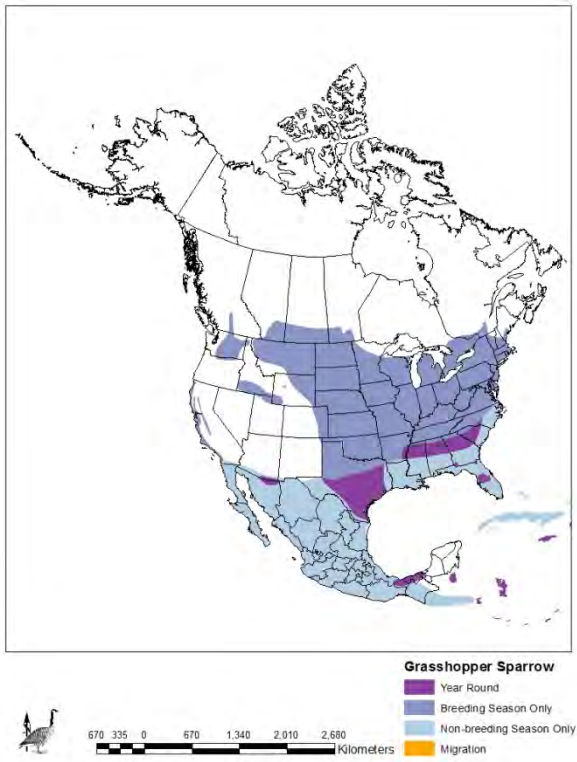 Grasshopper Sparrow
Year Round
Breeding Season Only
Non-breeding Season Only
Migration
670 335 0 670 1,340 2,010 2,680
Kilometers